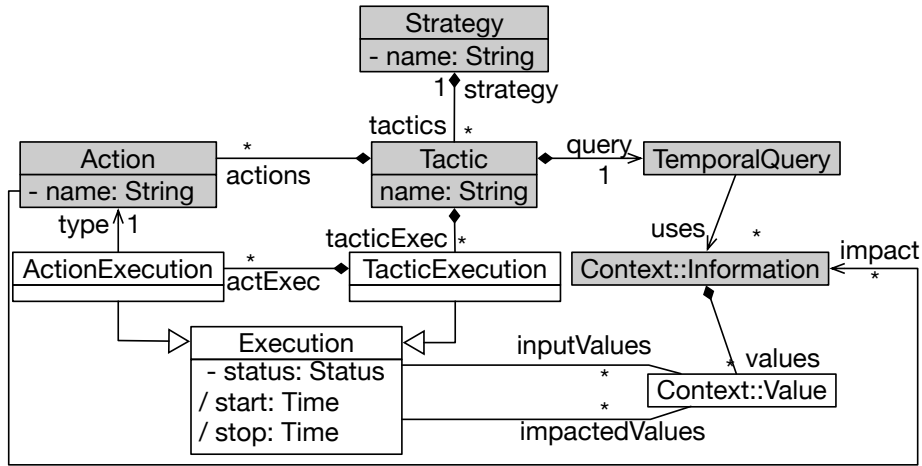 Strategy
- name: String
1 strategy
tactics *
Action
- name: String
* actions
Tactic
name: String
query
1
TemporalQuery
type 1
tacticExec *
uses *
impact
*
ActionExecution
* actExec
TacticExecution
Context::Information
Execution
- status: Status
/ start: Time
/ stop: Time
inputValues
*
* values
Context::Value
*
impactedValues